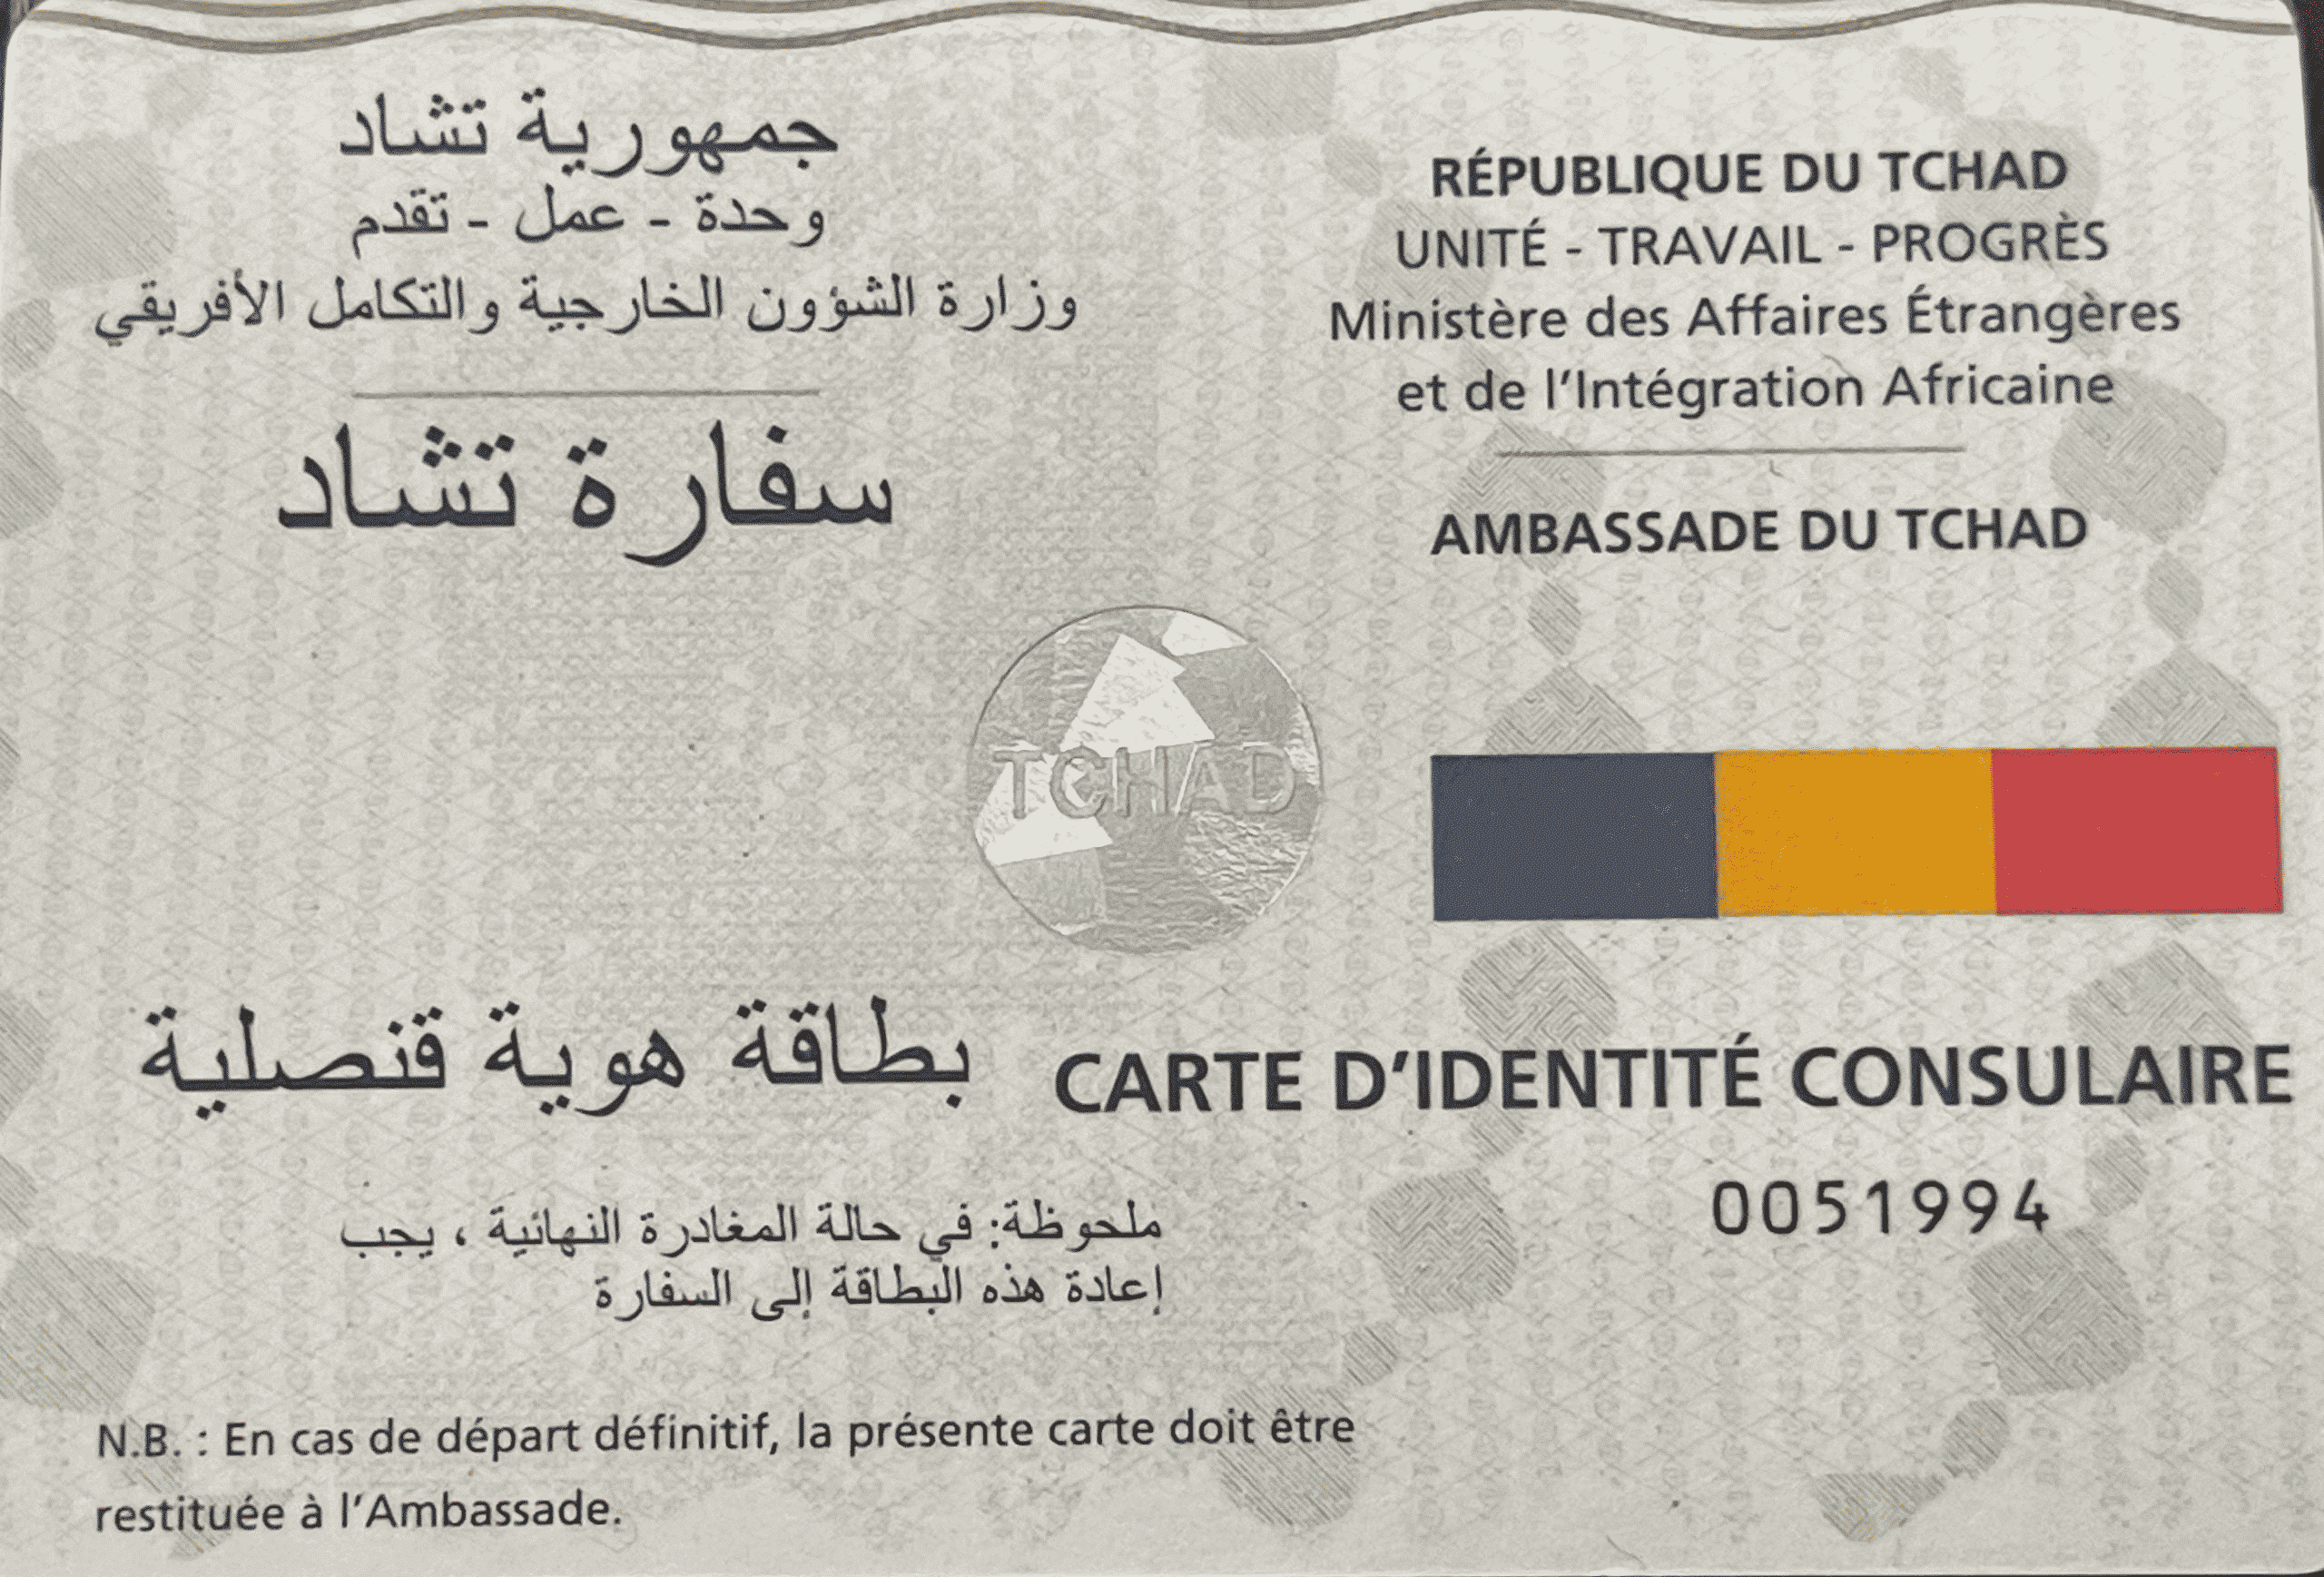 جمهورية تشاد
وحدة - عمل - تقدم
وزارة الشؤون الخارجية والتكامل الأفريقي
سفارة تشاد
RÉPUBLIQUE DU TCHAD
UNITÉ - TRAVAIL - PROGRÈS
Ministère des Affaires Étrangères
et de l'Intégration Africaine
AMBASSADE DU TCHAD
TCHAD
بطاقة هوية قنصلية
CARTE D'IDENTITÉ CONSULAIRE
0051994
ملحوظة: في حالة المغادرة النهائية ، يجب
إعادة هذه البطاقة إلى السفارة
N.B. : En cas de départ définitif, la présente carte doit être
restituée à l'Ambassade.